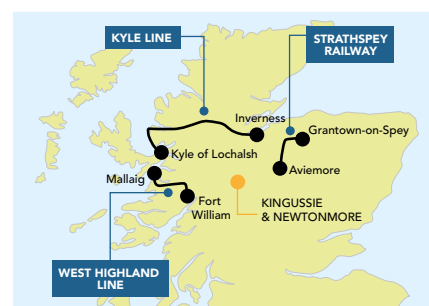 KYLE LINE
STRATHSPEY
RAILWAY
Inverness
Grantown-on-Spey
Kyle of Lochalsh
Aviemore
Mallaig
Fort
William
KINGUSSIE
& NEWTONMORE
WEST HIGHLAND
LINE